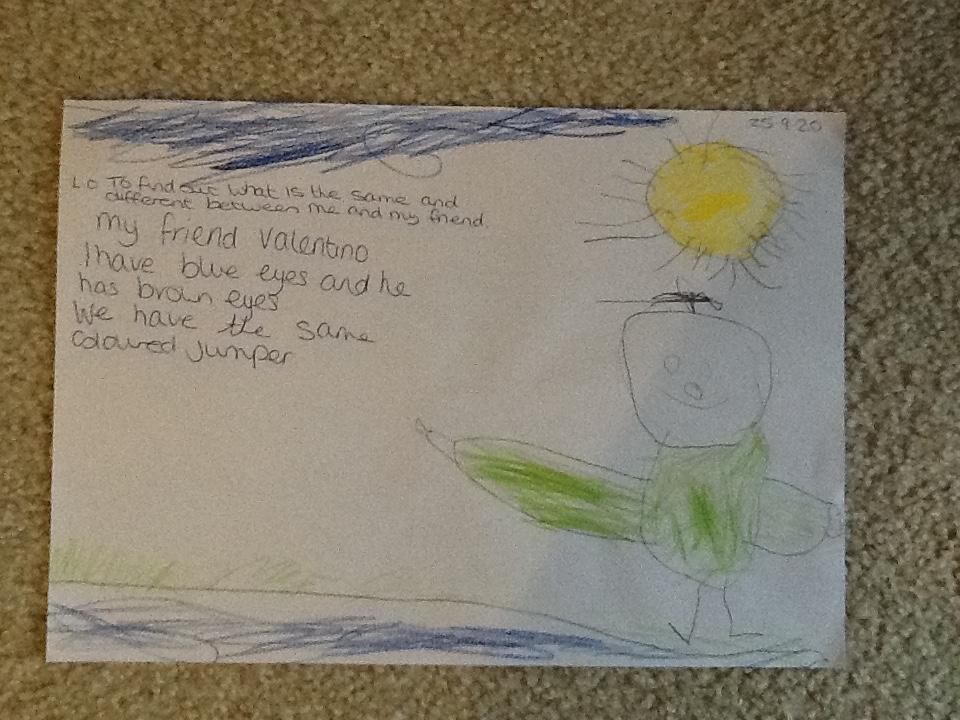 25.9.20
L.O To find out what is the same and
different between me and my friend.
My friend Valentino
I have blue eyes and he
has brown eyes
We have the same
coloured jumper